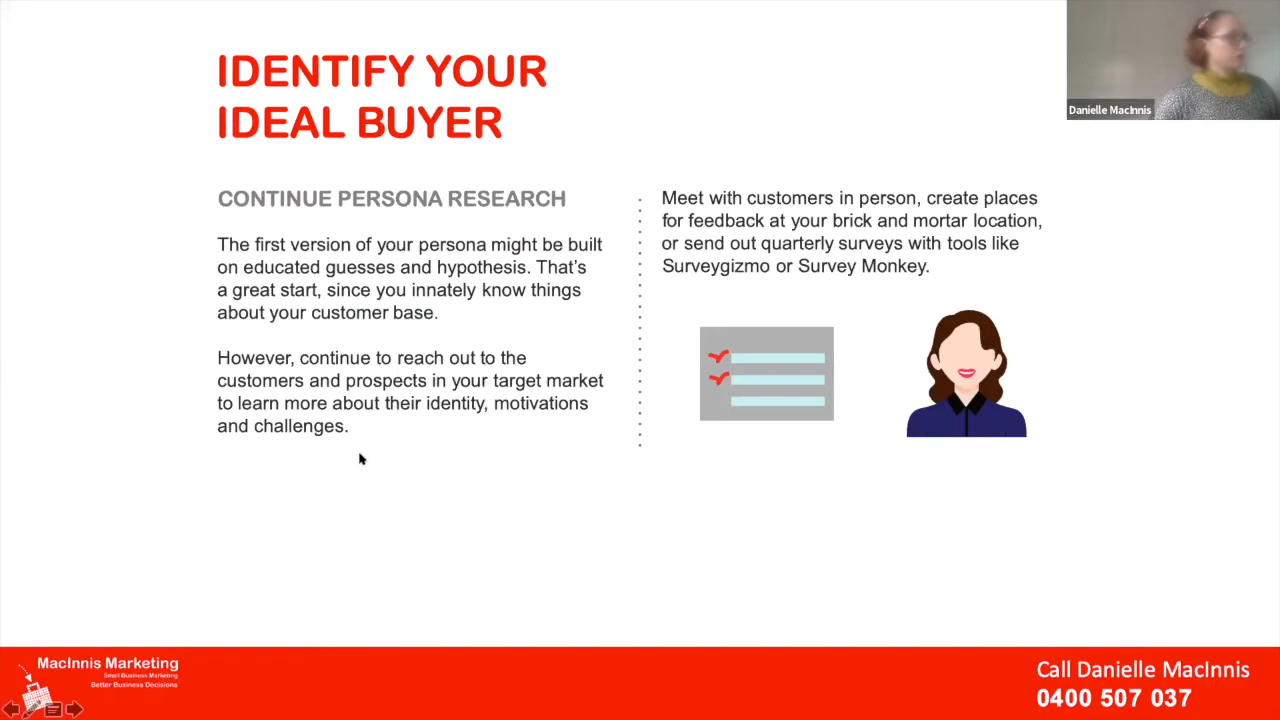 IDENTIFY YOUR
IDEAL BUYER
Danielle MacInnis
CONTINUE PERSONA RESEARCH
The first version of your persona might be built
on educated guesses and hypothesis. That's
a great start, since you innately know things
about your customer base.
However, continue to reach out to the
customers and prospects in your target market
to learn more about their identity, motivations
and challenges.
Meet with customers in person, create places
for feedback at your brick and mortar location,
or send out quarterly surveys with tools like
Surveygizmo or Survey Monkey.
MacInnis Marketing
Small Business Marketing
Better Business Decisions
Call Danielle MacInnis
0400 507 037